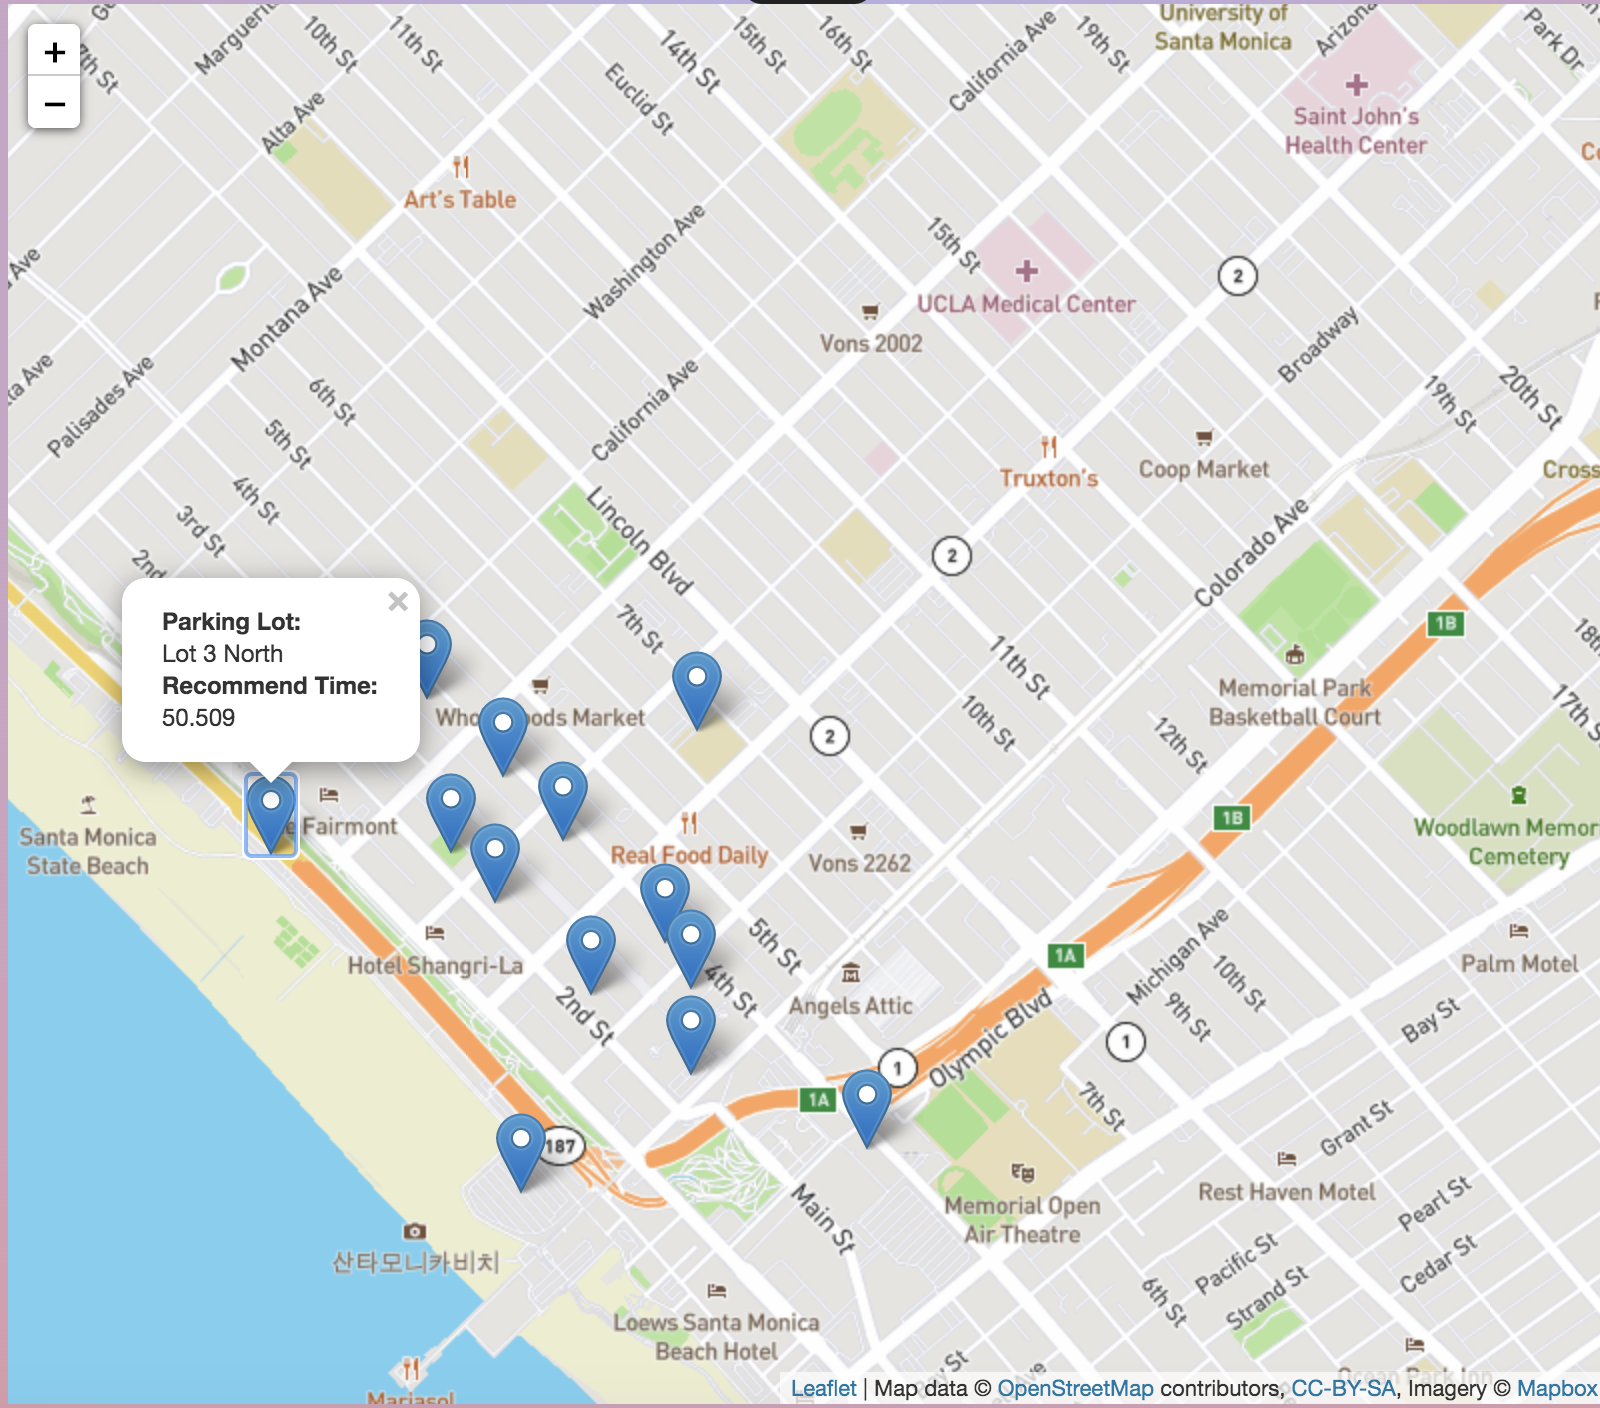 +
−
7th St
Marguerit
10th St
11th St
14th St
15th St
16th St
California Ave
19th St
University of
Santa Monica
Arizona
Park Dr
Saint John's
Health Center
Alta Ave
Euclid St
Art's Table
Washington Ave
15th St
UCLA Medical Center
2
Vons 2002
Broadway
Ave
Montana Ave
Palisades Ave
6th St
5th St
4th St
3rd St
2nd
California Ave
Lincoln Blvd
Truxton's
Coop Market
19th St
20th St
Cross
2
Colorado Ave
1B
7th St
11th St
10th St
12th St
Memorial Park
Basketball Court
17th S
Parking Lot:
Lot 3 North
Recommend Time:
50.509
×
Who
oods Market
2
1B
Woodlawn Memor
Cemetery
Santa Monica
State Beach
e Fairmont
Real Food Daily
Vons 2262
Hotel Shangri-La
5th St
4th St
2nd St
Angels Attic
1A
Michigan Ave
10th St
9th St
Palm Motel
Bay St
Olympic Blvd
1
1
1A
7th St
Grant St
187
Main St
Memorial Open
Air Theatre
Rest Haven Motel
Pearl St
Pacific St
Cedar St
Strand St
6th St
산타모니카비치
Loews Santa Monica
Beach Hotel
Mariasol
Ocean Park Inn
Leaflet | Map data © OpenStreetMap contributors, CC-BY-SA, Imagery © Mapbox